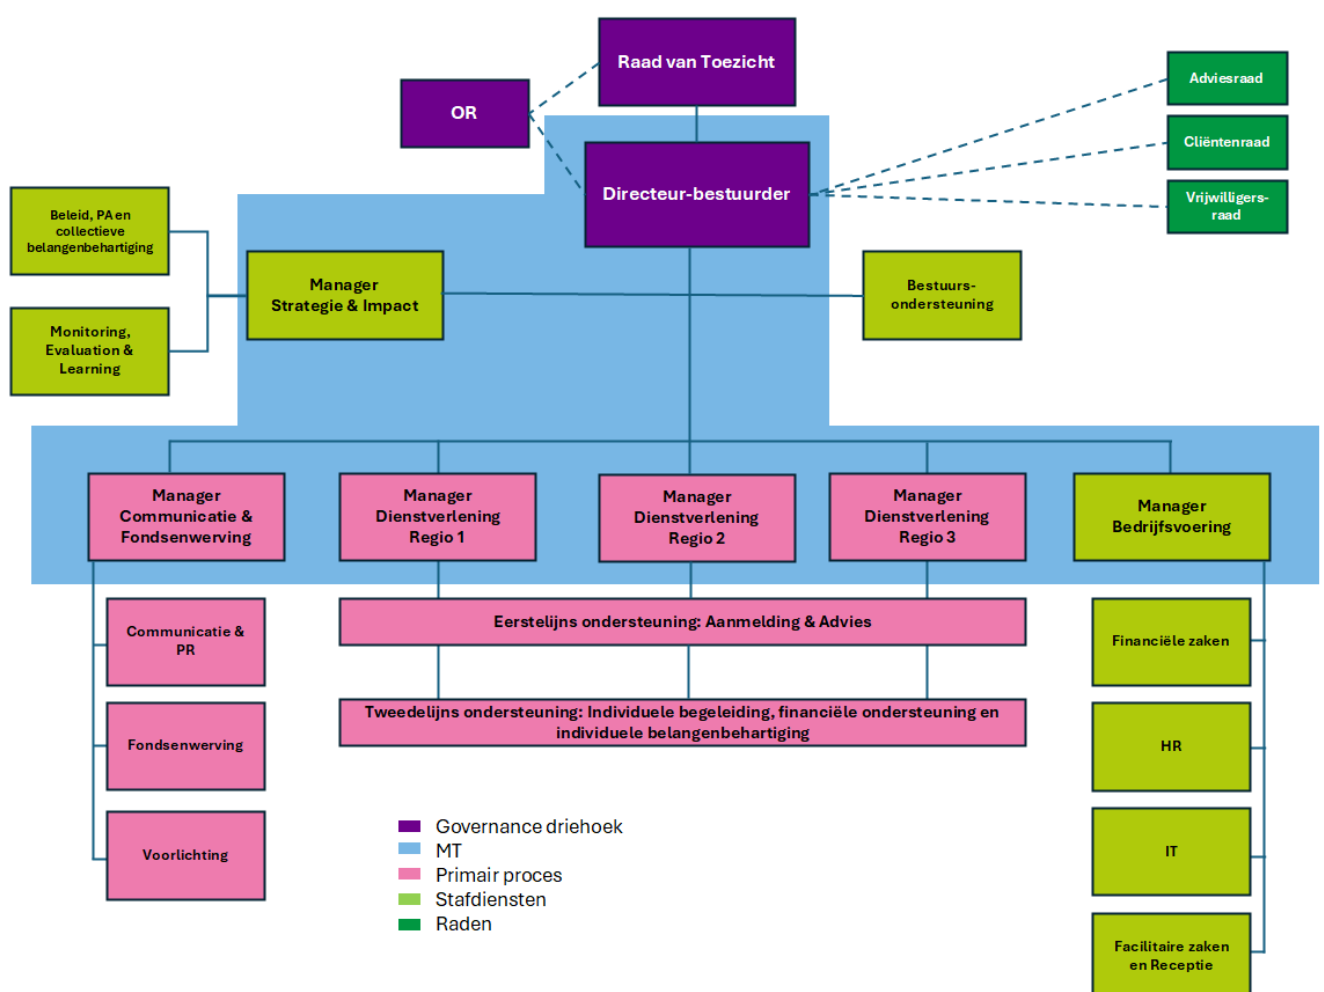 Raad van Toezicht
OR
Adviesraad
Cliëntenraad
Vrijwilligers-
raad
Directeur-bestuurder
Beleid, PA en
collectieve
belangenbehartiging
Manager
Strategie & Impact
Bestuurs-
ondersteuning
Monitoring,
Evaluation &
Learning
Manager
Communicatie &
Fondsenwerving
Manager
Dienstverlening
Regio 1
Manager
Dienstverlening
Regio 2
Manager
Dienstverlening
Regio 3
Manager
Bedrijfsvoering
Communicatie &
PR
Fondsenwerving
Voorlichting
Eerstelijns ondersteuning: Aanmelding & Advies
Tweedelijns ondersteuning: Individuele begeleiding, financiële ondersteuning en
individuele belangenbehartiging
Financiële zaken
HR
IT
Facilitaire zaken
en Receptie
Governance driehoek
MT
Primair proces
Stafdiensten
Raden